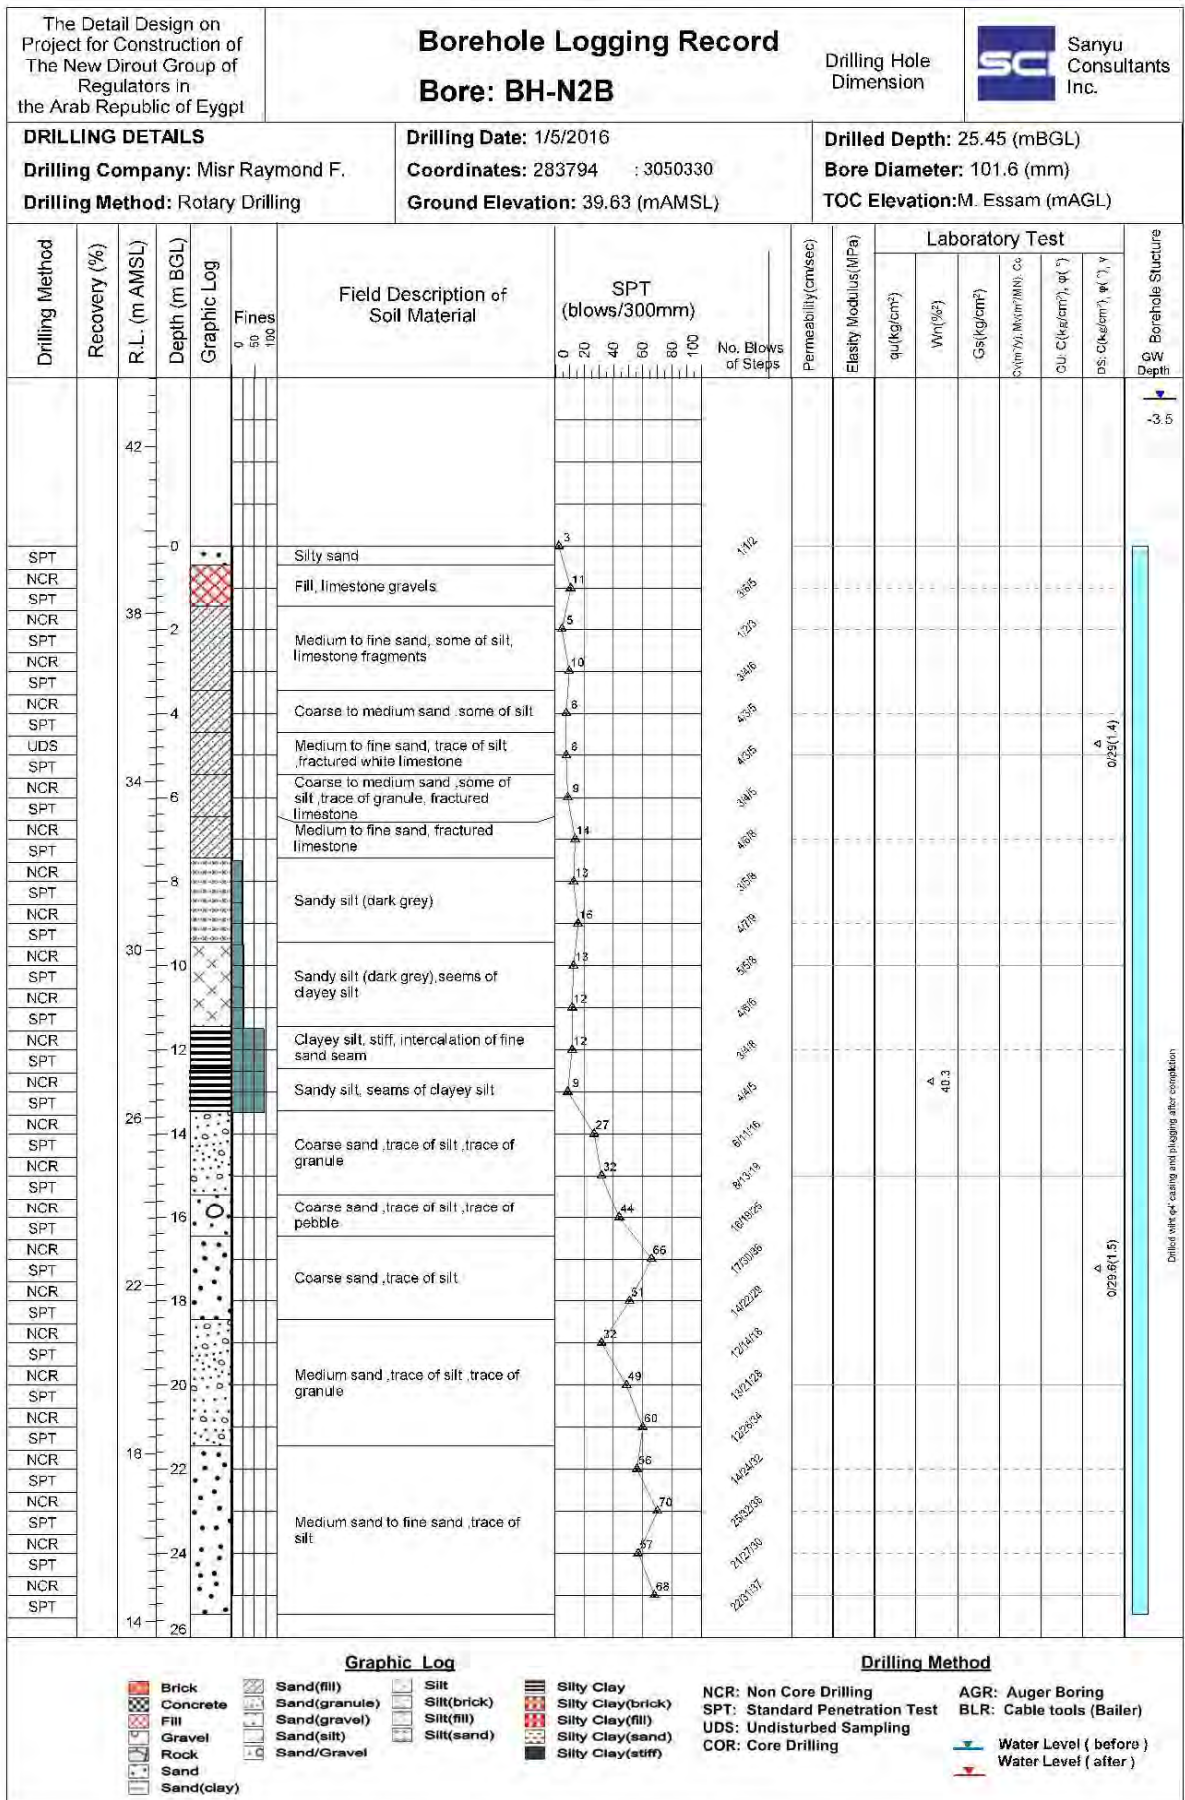 The Detail Design on
Project for Construction of
The New Dirout Group of
Regulators in
the Arab Republic of Eygpt
Borehole Logging Record
Bore: BH-N2B
Drilling Hole
Dimension
SCI
Sanyu
Consultants
Inc.
DRILLING DETAILS
Drilling Company: Misr Raymond F.
Drilling Method: Rotary Drilling
Drilling Date: 1/5/2016
Coordinates: 283794 : 3050330
Ground Elevation: 39.63 (mAMSL)
Drilled Depth: 25.45 (mBGL)
Bore Diameter: 101.6 (mm)
TOC Elevation:M. Essam (mAGL)
Drilling Method
Recovery (%)
R.L. (m AMSL)
Depth (m BGL)
Graphic Log
Fines
0 50 100
Field Description of
Soil Material
SPT
(blows/300mm)
0 20 40 60 80 100
No. Blows
of Steps
Permeability(cm/sec)
Elasity Modulus(MPa)
Laboratory Test
qu(kg/cm²)
Wn(%²)
Gs(kg/cm²)
CU: C(kg/cm²), φ(°)
DS: C(kg/cm²), φ(°), γ
Borehole Stucture
GW
Depth
-3.5
42
0
SPT
Silty sand
3
1/1/2
NCR
SPT
Fill, limestone gravels
11
3/6/5
38
NCR
2
SPT
NCR
SPT
Medium to fine sand, some of silt,
limestone fragments
5
1/2/3
10
3/4/6
NCR
4
SPT
Coarse to medium sand ,some of silt
4/3/5
UDS
SPT
Medium to fine sand, trace of silt
,fractured white limestone
4/3/5
0/29(1.4)
34
NCR
6
SPT
Coarse to medium sand ,some of
silt ,trace of granule, fractured
limestone
9
3/4/5
NCR
SPT
Medium to fine sand, fractured
limestone
14
4/6/8
NCR
8
SPT
NCR
SPT
Sandy silt (dark grey)
13
3/5/8
16
4/7/9
30
NCR
10
SPT
NCR
SPT
Sandy silt (dark grey),seems of
clayey silt
13
5/5/8
12
4/6/6
NCR
12
SPT
Clayey silt, stiff, intercalation of fine
sand seam
12
3/4/8
NCR
SPT
Sandy silt, seams of clayey silt
9
4/4/5
40.3
26
NCR
14
SPT
NCR
SPT
Coarse sand ,trace of silt ,trace of
granule
27
6/11/16
32
8/13/19
NCR
16
SPT
Coarse sand ,trace of silt ,trace of
pebble
44
16/19/25
NCR
SPT
22
NCR
18
SPT
Coarse sand ,trace of silt
66
17/30/36
51
14/22/29
0/29.6(1.5)
NCR
SPT
NCR
20
SPT
NCR
SPT
Medium sand ,trace of silt ,trace of
granule
32
12/14/18
49
13/21/28
60
12/26/34
18
NCR
22
SPT
NCR
SPT
NCR
24
SPT
NCR
SPT
14
26
Medium sand to fine sand ,trace of
silt
56
14/24/32
70
25/32/38
57
21/27/30
68
22/31/37
Drilled wiht φ4' casing and plugging after completion
Graphic Log
Brick
Concrete
Fill
Gravel
Rock
Sand
Sand(clay)
Sand(fill)
Sand(granule)
Sand(gravel)
Sand(silt)
Sand/Gravel
Silt
Silt(brick)
Silt(fill)
Silt(sand)
Silty Clay
Silty Clay(brick)
Silty Clay(fill)
Silty Clay(sand)
Silty Clay(stiff)
Drilling Method
NCR: Non Core Drilling
SPT: Standard Penetration Test
UDS: Undisturbed Sampling
COR: Core Drilling
AGR: Auger Boring
BLR: Cable tools (Bailer)
Water Level ( before )
Water Level ( after )